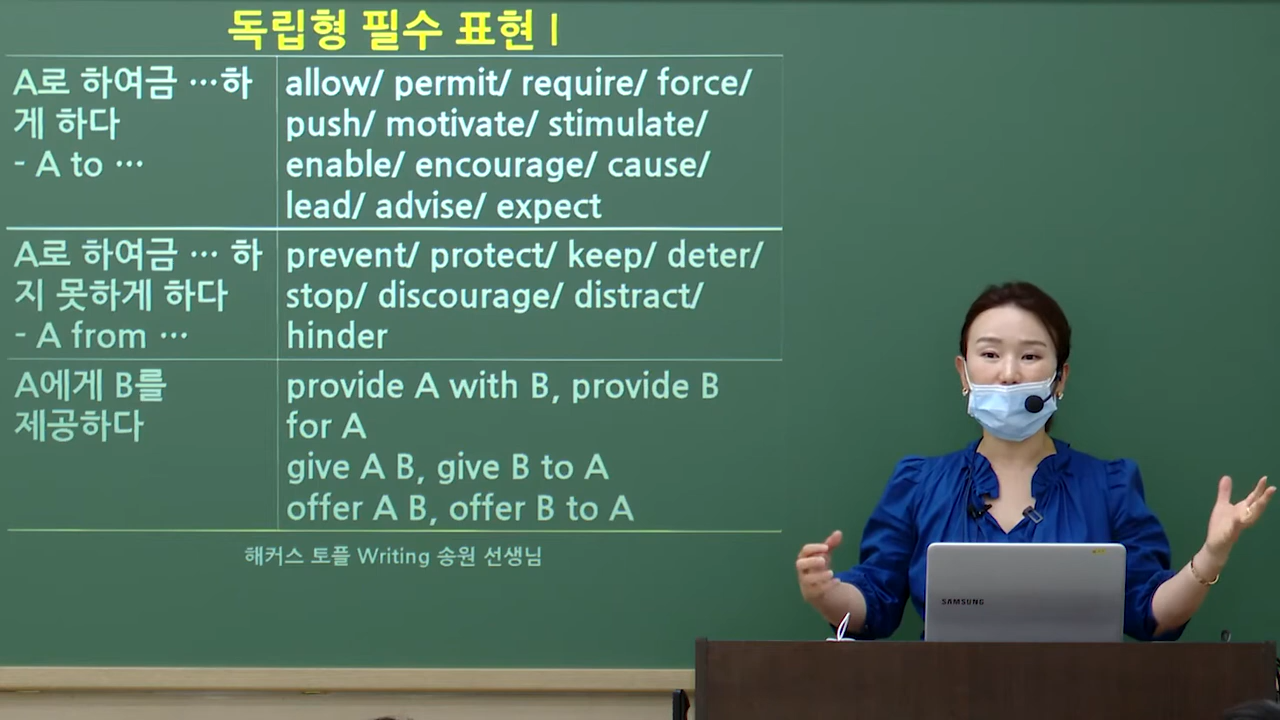 독립형 필수 표현 I
A로 하여금 …하
게 하다
- A to …
allow/ permit/ require/ force/
push/ motivate/ stimulate/
enable/ encourage/ cause/
lead/ advise/ expect
A로 하여금 … 하
지 못하게 하다
- A from …
prevent/ protect/ keep/ deter/
stop/ discourage/ distract/
hinder
A에게 B를
제공하다
provide A with B, provide B
for A
give A B, give B to A
offer A B, offer B to A
해커스 토플 Writing 송원 선생님
SAMSUNG